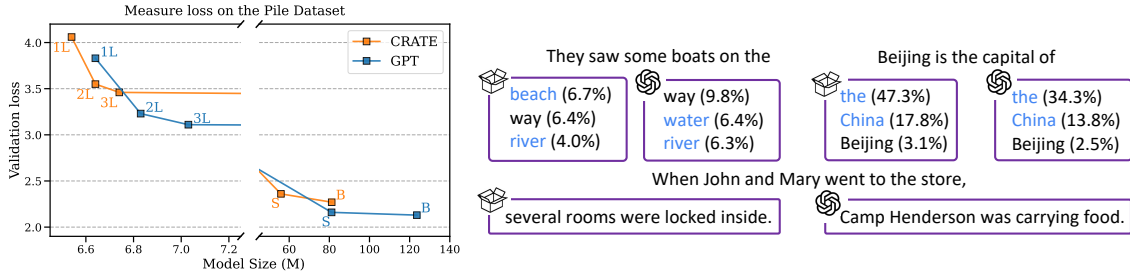 Measure loss on the Pile Dataset
Validation loss
4.0
3.5
3.0
2.5
2.0
1L
2L
3L
1L
2L
3L
S
B
S
B
CRATE
GPT
6.6 6.8 7.0 7.2 60 80 100 120 140
Model Size (M)
They saw some boats on the
beach (6.7%)
way (6.4%)
river (4.0%)
way (9.8%)
water (6.4%)
river (6.3%)
Beijing is the capital of
the (47.3%)
China (17.8%)
Beijing (3.1%)
the (34.3%)
China (13.8%)
Beijing (2.5%)
When John and Mary went to the store,
several rooms were locked inside.
Camp Henderson was carrying food.